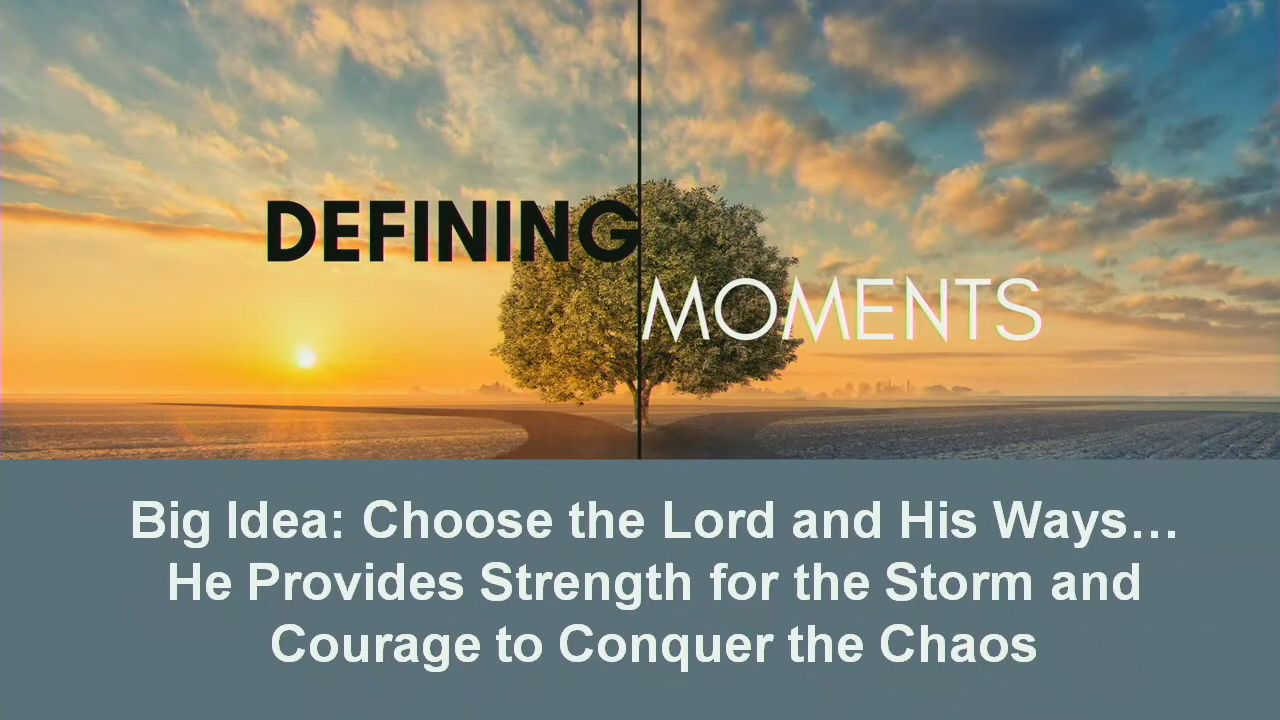 DEFINING
MOMENTS
Big Idea: Choose the Lord and His Ways…
He Provides Strength for the Storm and
Courage to Conquer the Chaos